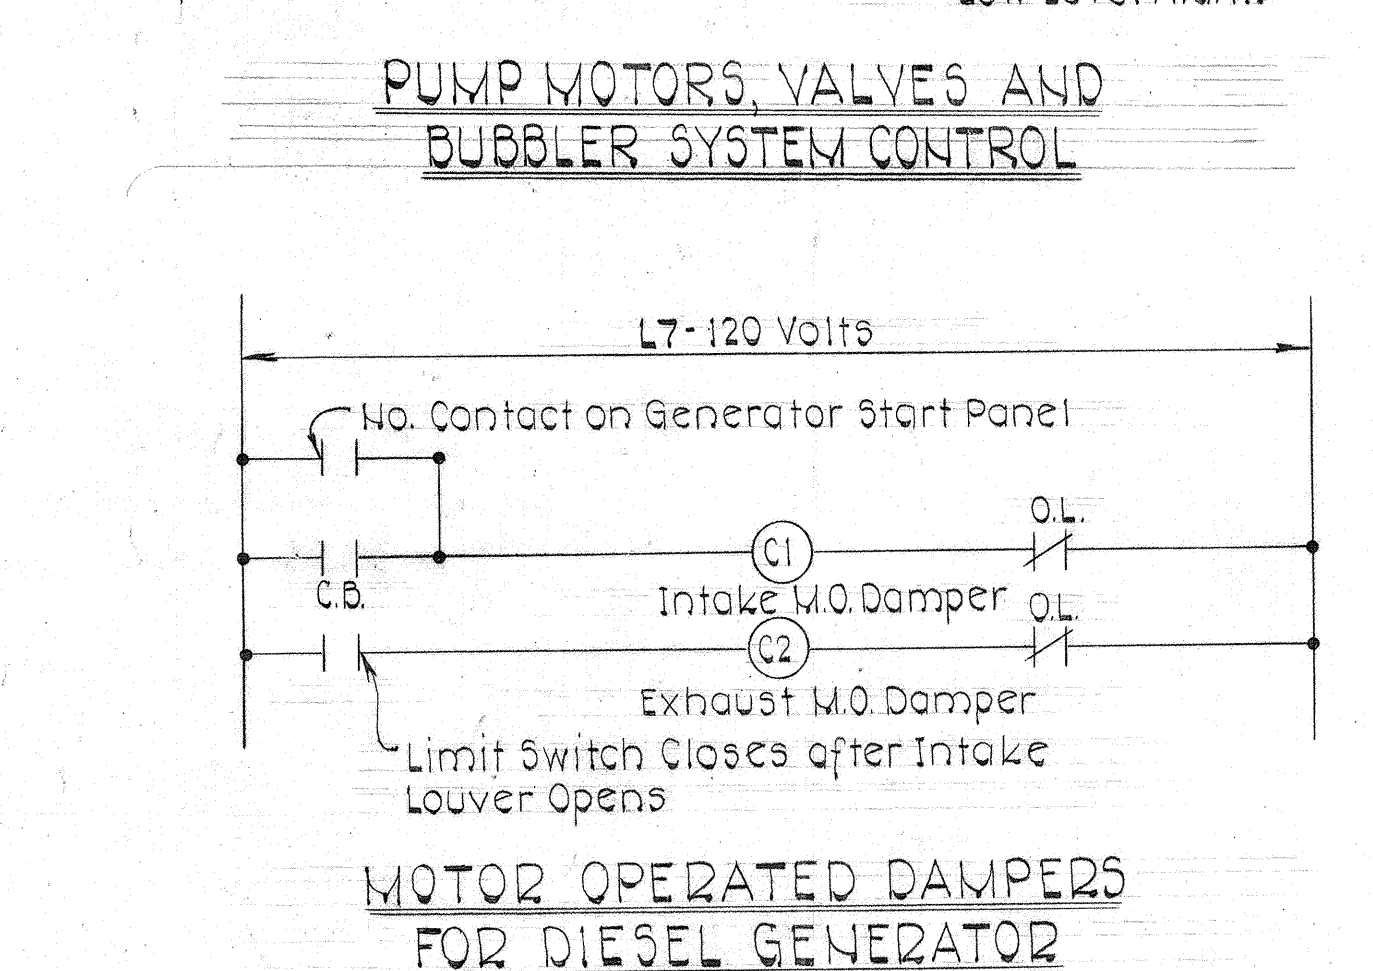 PUMP MOTORS, VALVES AND
BUBBLER SYSTEM CONTROL
L7-120 Volts
No. Contact on Generator Start Panel
O.L.
C1
C.B.
Intake M.O. Damper
O.L.
C2
Exhaust M.O. Damper
Limit Switch Closes after Intake
Louver Opens
MOTOR OPERATED DAMPERS
FOR DIESEL GENERATOR